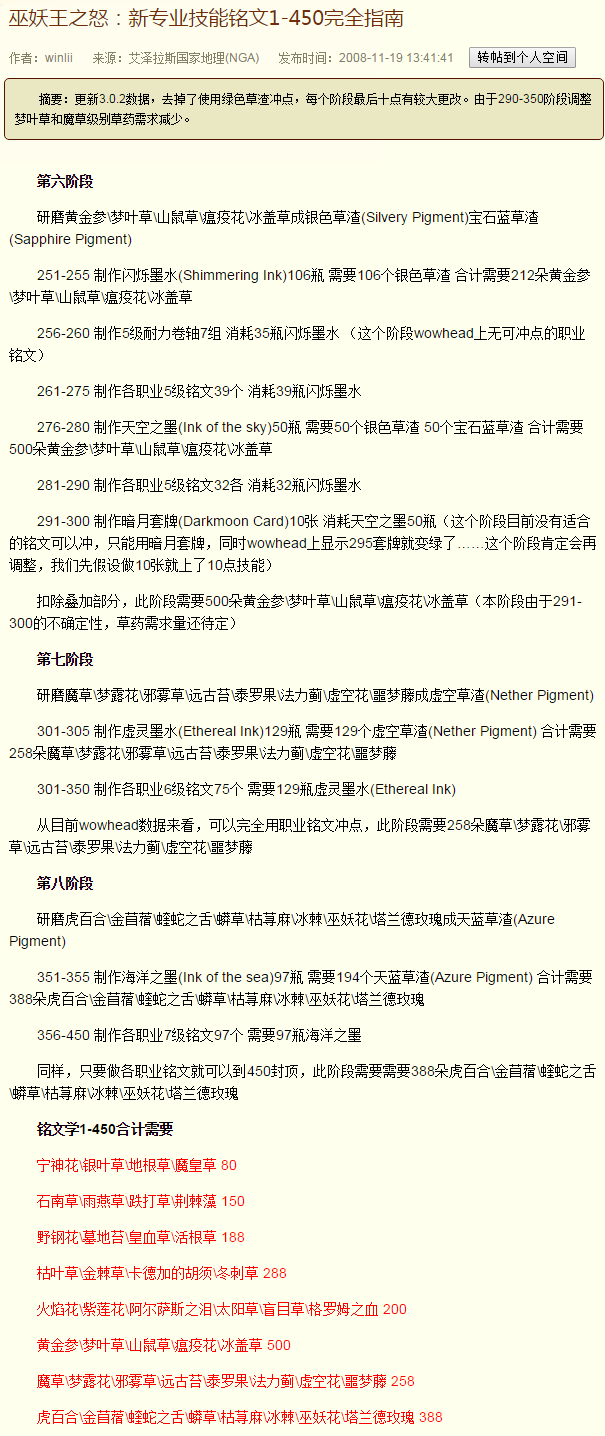 巫妖王之怒：新专业技能铭文1-450完全指南
作者：winlii 来源：艾泽拉斯国家地理(NGA) 发布时间：2008-11-19 13:41:41 转帖到个人空间
摘要：更新3.0.2数据，去掉了使用绿色草渣冲点，每个阶段最后十点有较大更改。由于290-350阶段调整
梦叶草和魔草级别草药需求减少。
第六阶段
研磨黄金参\梦叶草\山鼠草\瘟疫花\冰盖草成银色草渣(Silvery Pigment)宝石蓝草渣
(Sapphire Pigment)
251-255 制作闪烁墨水(Shimmering Ink)106瓶 需要106个银色草渣 合计需要212朵黄金参
\梦叶草\山鼠草\瘟疫花\冰盖草
256-260 制作5级耐力卷轴7组 消耗35瓶闪烁墨水 （这个阶段wowhead上无可冲点的职业
铭文）
261-275 制作各职业5级铭文39个 消耗39瓶闪烁墨水
276-280 制作天空之墨(Ink of the sky)50瓶 需要50个银色草渣 50个宝石蓝草渣 合计需要
500朵黄金参\梦叶草\山鼠草\瘟疫花\冰盖草
281-290 制作各职业5级铭文32各 消耗32瓶闪烁墨水
291-300 制作暗月套牌(Darkmoon Card)10张 消耗天空之墨50瓶（这个阶段目前没有适合
的铭文可以冲，只能用暗月套牌，同时wowhead上显示295套牌就变绿了……这个阶段肯定会再
调整，我们先假设做10张就上了10点技能）
扣除叠加部分，此阶段需要500朵黄金参\梦叶草\山鼠草\瘟疫花\冰盖草（本阶段由于291-
300的不确定性，草药需求量还待定）
第七阶段
研磨魔草\梦露花\邪雾草\远古苔\泰罗果\法力蓟\虚空花\噩梦藤成虚空草渣(Nether Pigment)
301-305 制作虚灵墨水(Ethereal Ink)129瓶 需要129个虚空草渣(Nether Pigment) 合计需要
258朵魔草\梦露花\邪雾草\远古苔\泰罗果\法力蓟\虚空花\噩梦藤
301-350 制作各职业6级铭文75个 需要129瓶虚灵墨水(Ethereal Ink)
从目前wowhead数据来看，可以完全用职业铭文冲点，此阶段需要258朵魔草\梦露花\邪雾
草\远古苔\泰罗果\法力蓟\虚空花\噩梦藤
第八阶段
研磨虎百合\金苜蓿\蝰蛇之舌\蟒草\枯荨麻\冰棘\巫妖花\塔兰德玫瑰成天蓝草渣(Azure
Pigment)
351-355 制作海洋之墨(Ink of the sea)97瓶 需要194个天蓝草渣(Azure Pigment) 合计需要
388朵虎百合\金苜蓿\蝰蛇之舌\蟒草\枯荨麻\冰棘\巫妖花\塔兰德玫瑰
356-450 制作各职业7级铭文97个 需要97瓶海洋之墨
同样，只要做各职业铭文就可以到450封顶，此阶段需要需要388朵虎百合\金苜蓿\蝰蛇之舌
\蟒草\枯荨麻\冰棘\巫妖花\塔兰德玫瑰
铭文学1-450合计需要
宁神花\银叶草\地根草\魔皇草 80
石南草\雨燕草\跌打草\荆棘藻 150
野钢花\墓地苔\皇血草\活根草 188
枯叶草\金棘草\卡德加的胡须\冬刺草 288
火焰花\紫莲花\阿尔萨斯之泪\太阳草\盲目草\格罗姆之血 200
黄金参\梦叶草\山鼠草\瘟疫花\冰盖草 500
魔草\梦露花\邪雾草\远古苔\泰罗果\法力蓟\虚空花\噩梦藤 258
虎百合\金苜蓿\蝰蛇之舌\蟒草\枯荨麻\冰棘\巫妖花\塔兰德玫瑰 388